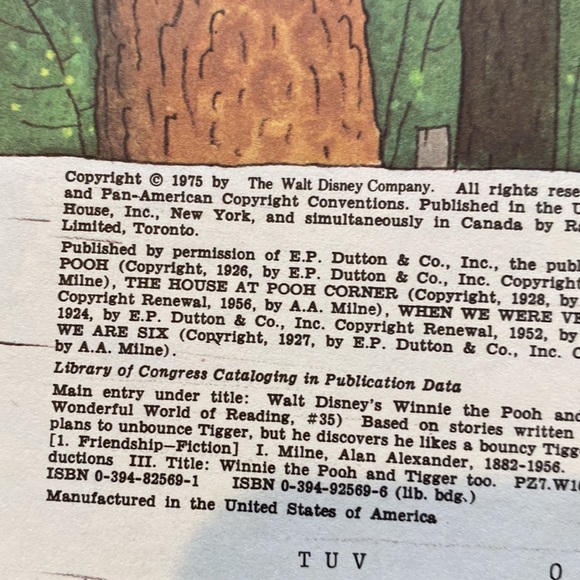 Copyright © 1975 by The Walt Disney Company. All rights rese
and Pan-American Copyright Conventions. Published in the U
House, Inc., New York, and simultaneously in Canada by Ra
Limited, Toronto.
Published by permission of E.P. Dutton & Co., Inc., the publ
POOH (Copyright, 1926, by E.P. Dutton & Co., Inc. Copyright
Milne), THE HOUSE AT POOH CORNER (Copyright, 1928, by
Copyright Renewal, 1956, by A.A. Milne), WHEN WE WERE VE
1924, by E.P. Dutton & Co., Inc. Copyright Renewal, 1952, by
WE ARE SIX (Copyright, 1927, by E.P. Dutton & Co., Inc. C
by A.A. Milne).
Library of Congress Cataloging in Publication Data
Main entry under title: Walt Disney's Winnie the Pooh and
Wonderful World of Reading, #35) Based on stories written
plans to unbounce Tigger, but he discovers he likes a bouncy Tigg
[1. Friendship—Fiction] I. Milne, Alan Alexander, 1882-1956.
ductions III. Title: Winnie the Pooh and Tigger too. PZ7.W1
ISBN 0-394-82569-1 ISBN 0-394-92569-6 (lib. bdg.)
Manufactured in the United States of America
T U V
0